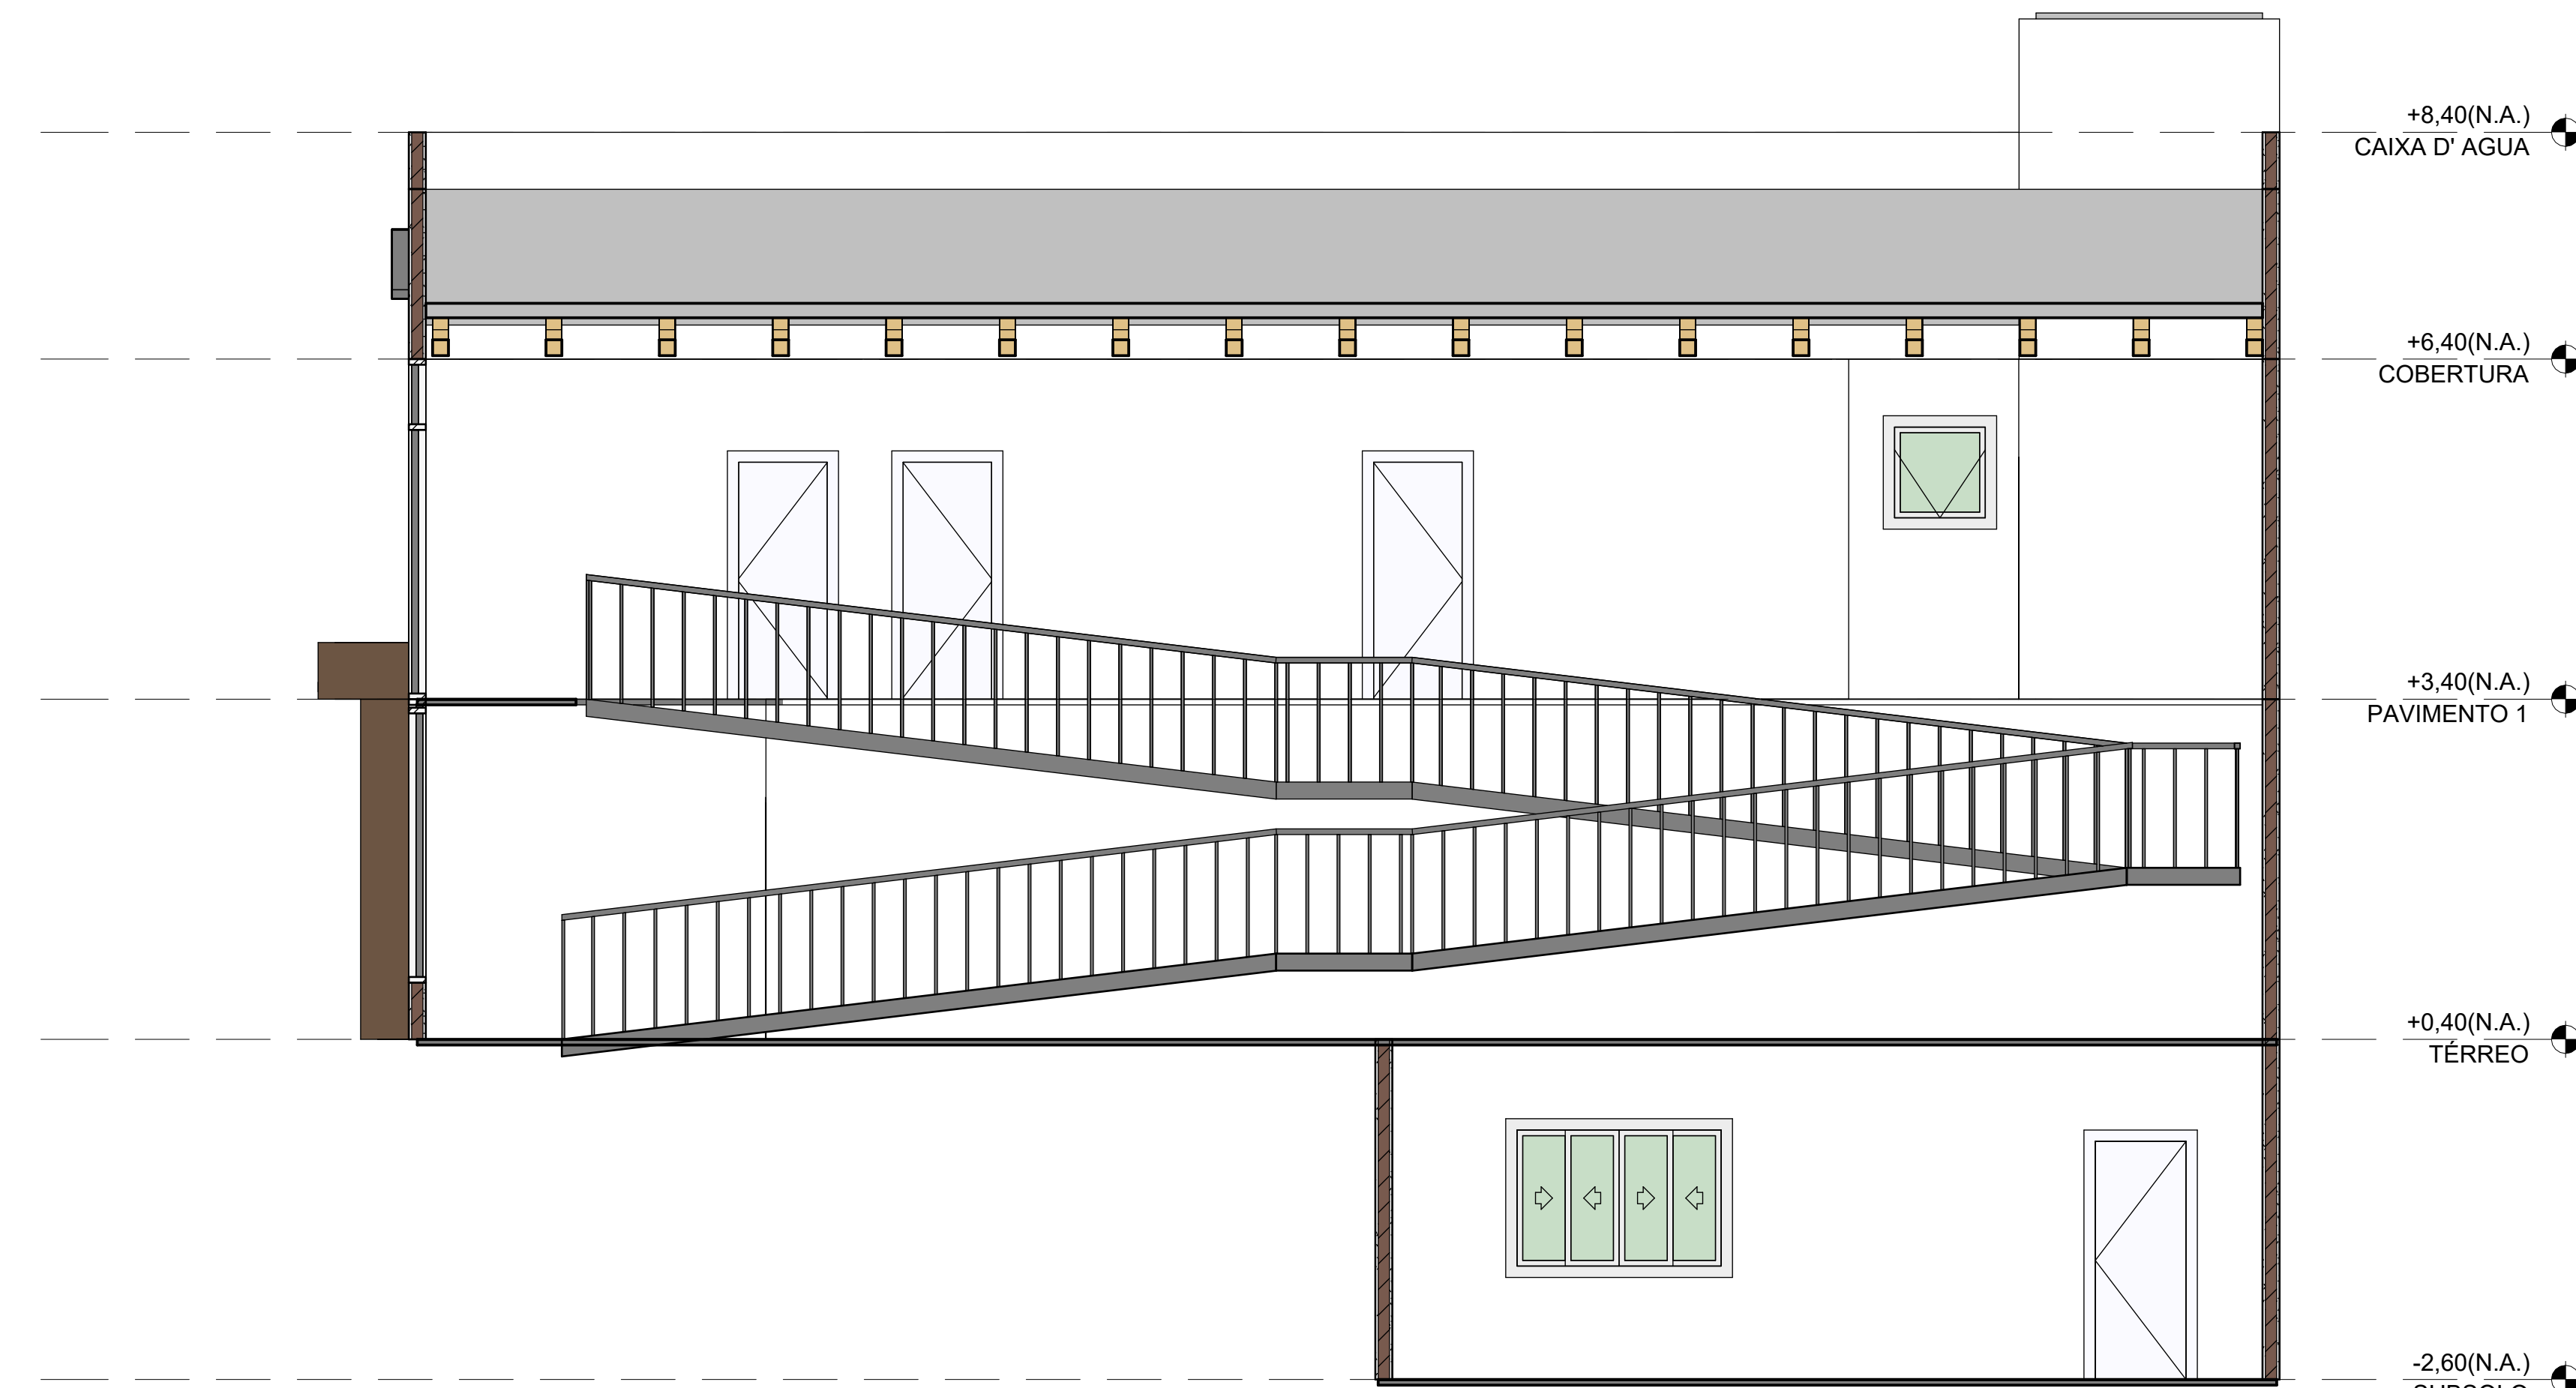 +8,40(N.A.)
CAIXA D' AGUA
+6,40(N.A.)
COBERTURA
+3,40(N.A.)
PAVIMENTO 1
+0,40(N.A.)
TÉRREO
-2,60(N.A.)